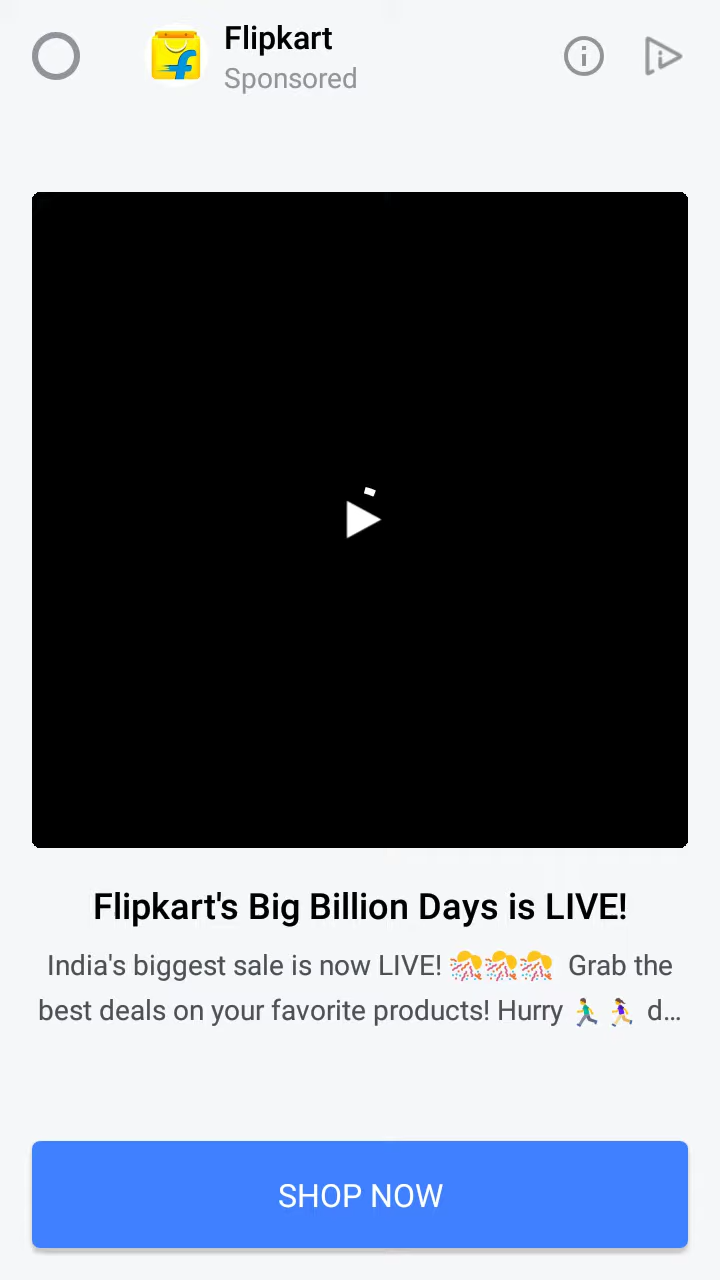 Flipkart
Sponsored
Flipkart's Big Billion Days is LIVE!
India's biggest sale is now LIVE! 🎊🎊🎊 Grab the
best deals on your favorite products! Hurry 🏃‍♂️ 🏃‍♀️ d...
SHOP NOW